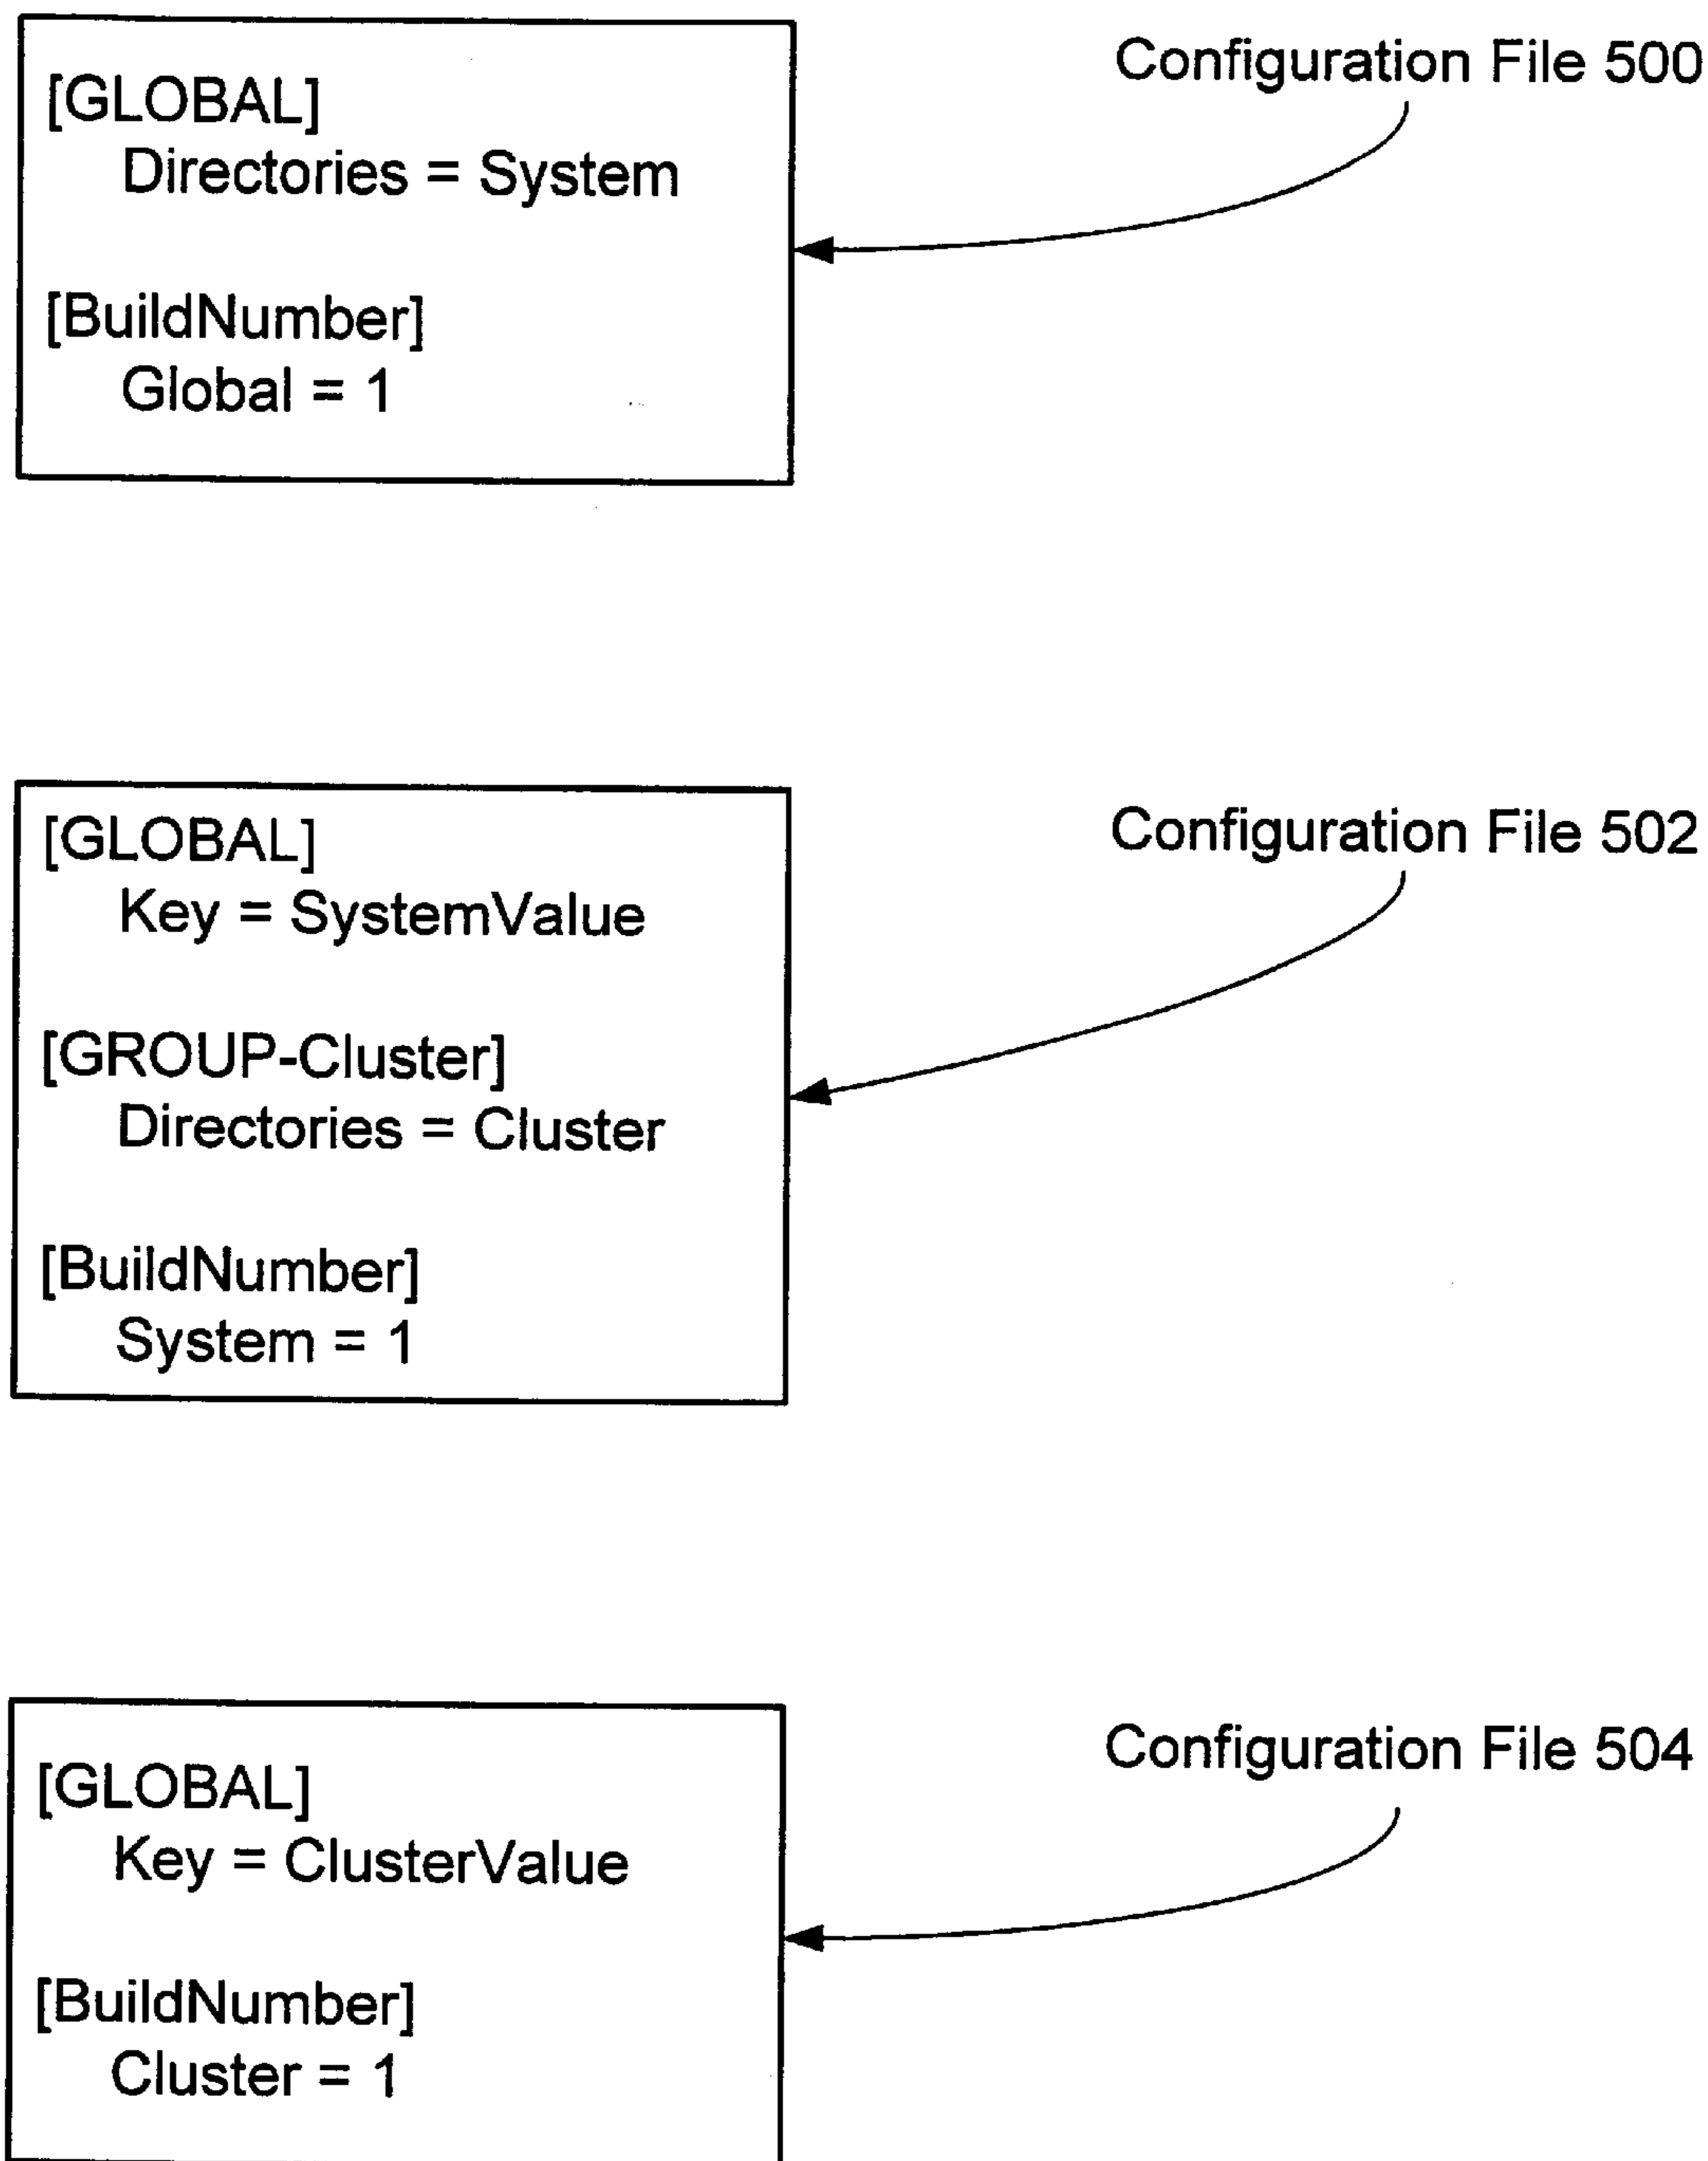 Configuration File 500
[GLOBAL]
Directories = System
[BuildNumber]
Global = 1
Configuration File 502
[GLOBAL]
Key = SystemValue
[GROUP-Cluster]
Directories = Cluster
[BuildNumber]
System = 1
Configuration File 504
[GLOBAL]
Key = ClusterValue
[BuildNumber]
Cluster = 1